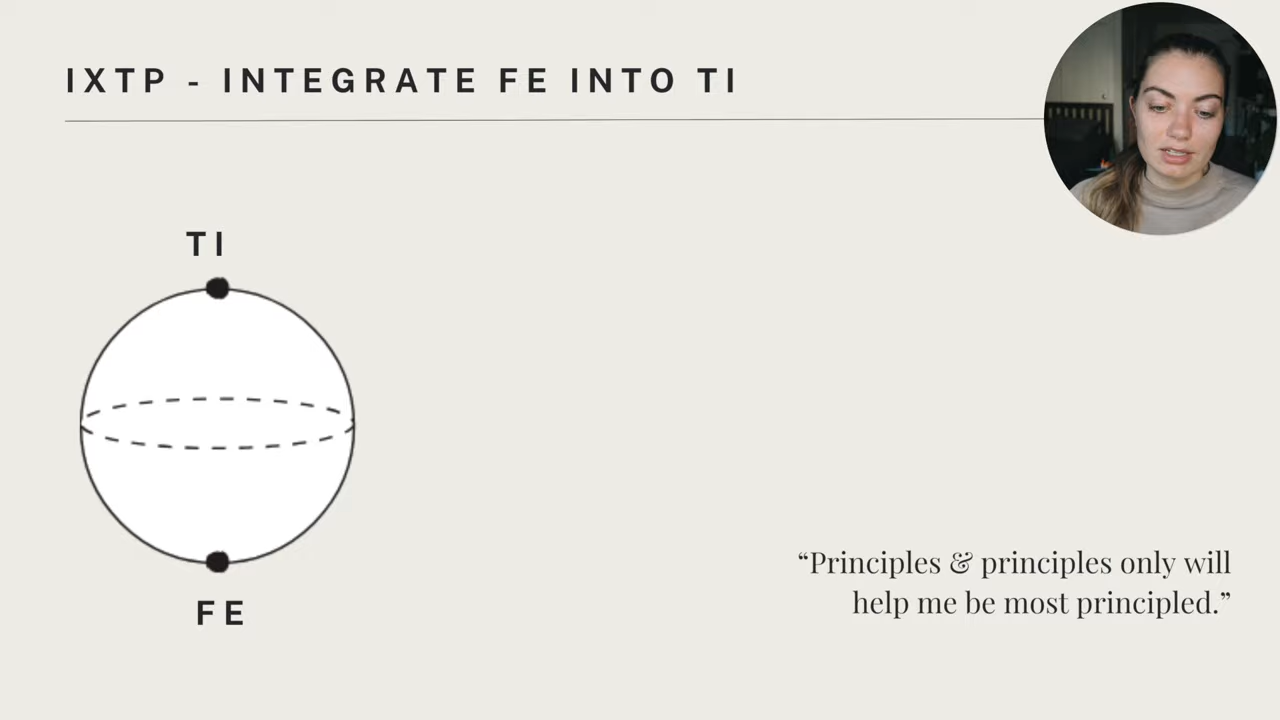 IXTP - INTEGRATE FE INTO TI
TI
FE
“Principles & principles only will
help me be most principled.”